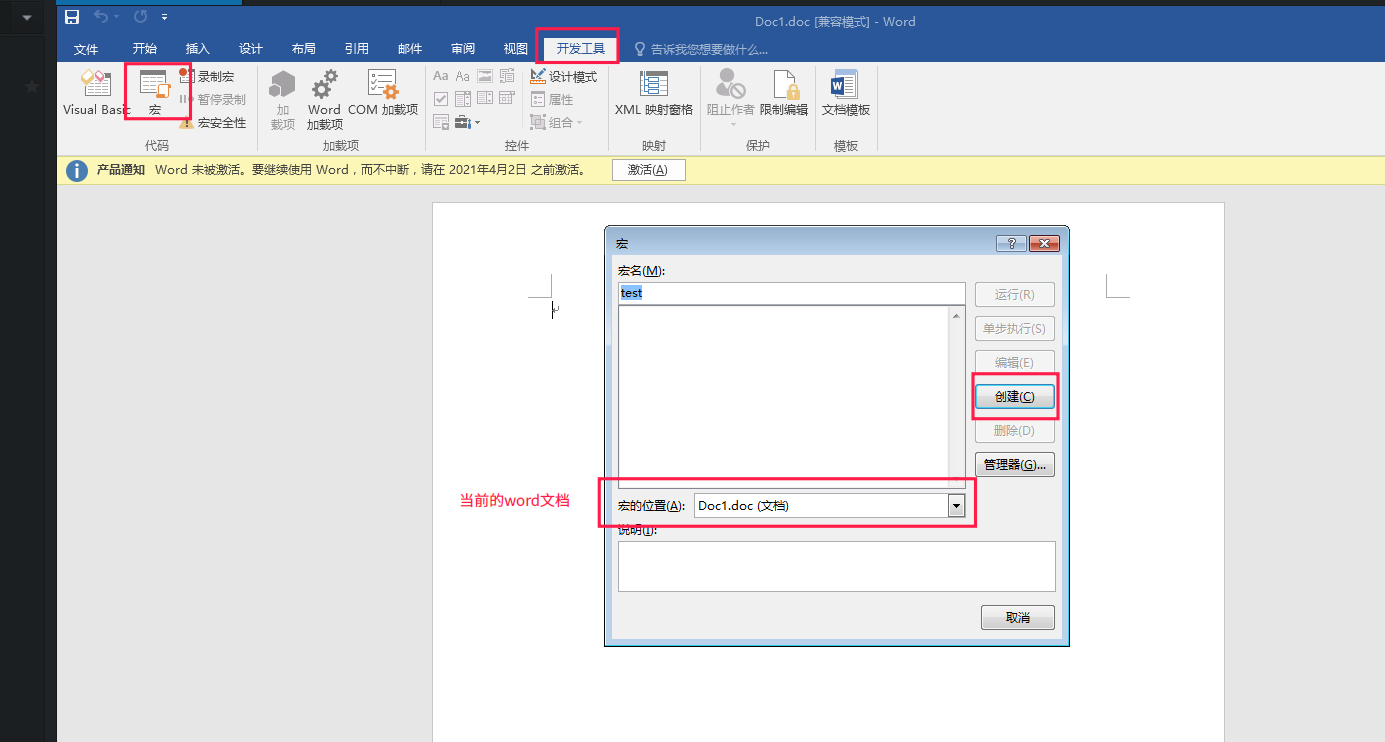 Doc1.doc [兼容模式] - Word
文件 开始 插入 设计 布局 引用 邮件 审阅 视图 开发工具 告诉我您想要做什么...
Visual Basic
宏
录制宏
暂停录制
宏安全性
代码
加
载项
Word
加载项
COM 加载项
加载项
Aa Aa
设计模式
属性
组合
控件
XML 映射窗格
映射
阻止作者
限制编辑
保护
文档模板
模板
产品通知 Word 未被激活。要继续使用 Word，而不中断，请在 2021年4月2日 之前激活。 激活(A)
宏
宏名(M):
test
运行(R)
单步执行(S)
编辑(E)
创建(C)
删除(D)
管理器(G)...
当前的word文档
宏的位置(A): Doc1.doc (文档)
说明(I):
取消